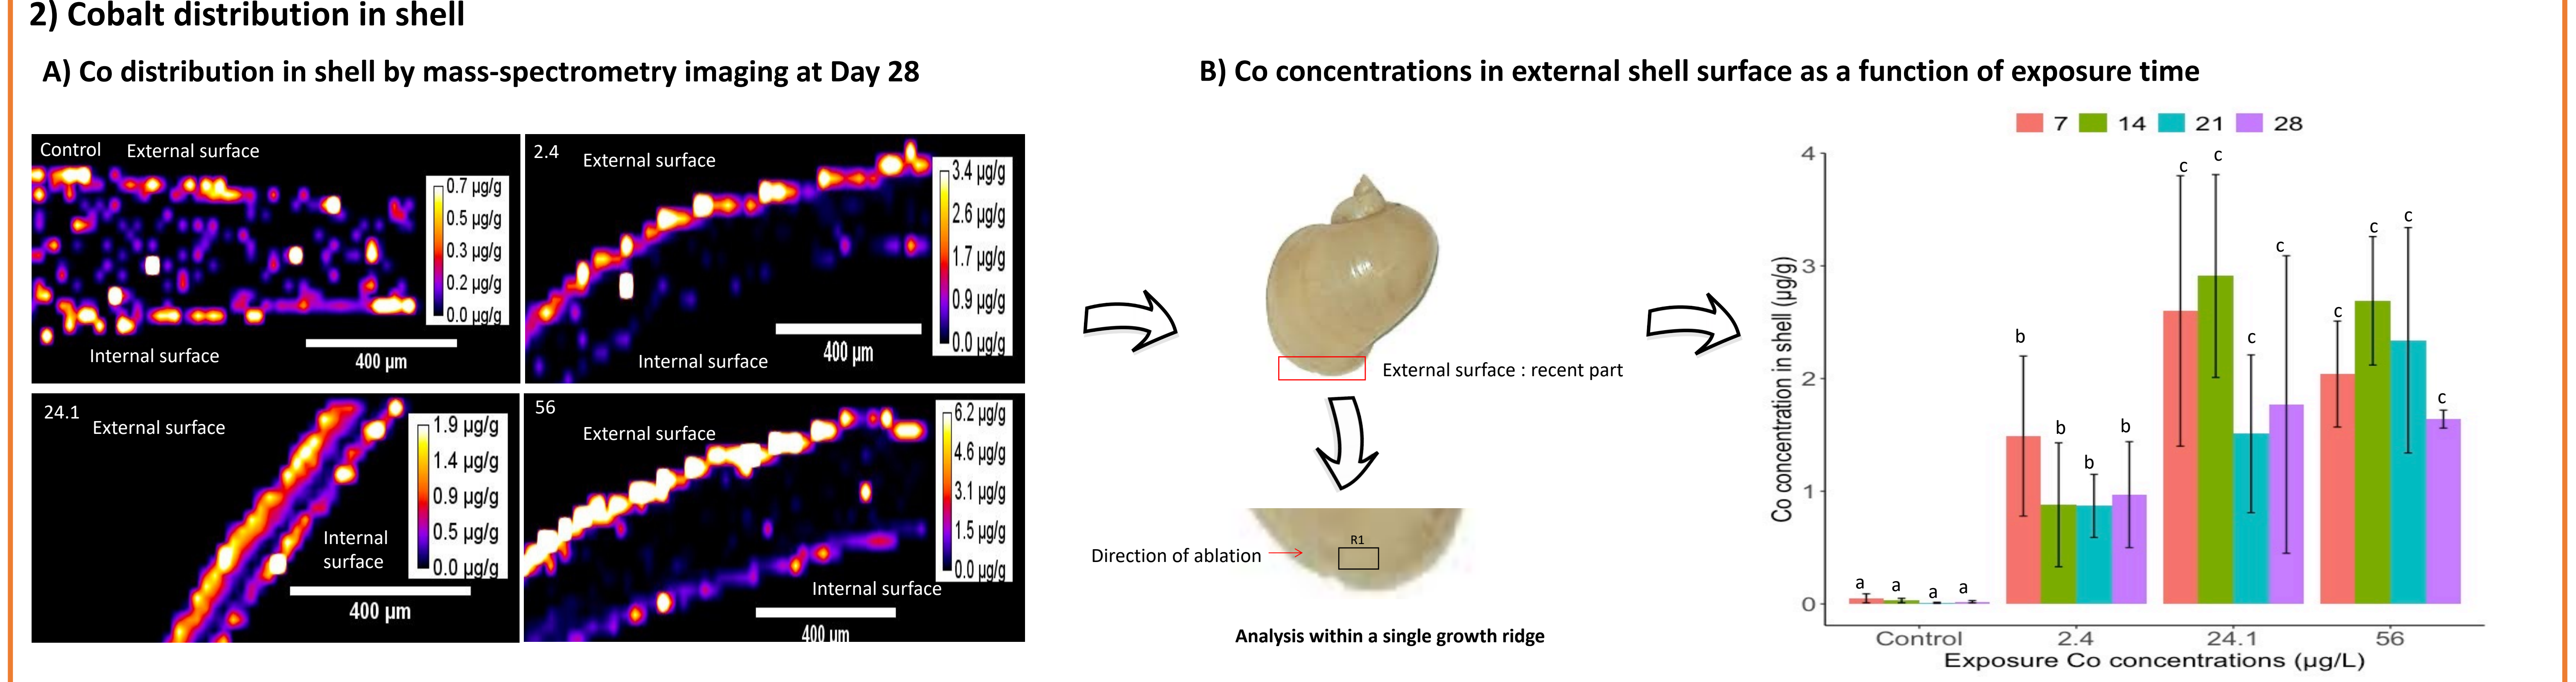 2) Cobalt distribution in shell
A) Co distribution in shell by mass-spectrometry imaging at Day 28
Control External surface
0.7 µg/g
0.5 µg/g
0.3 µg/g
0.2 µg/g
0.0 µg/g
Internal surface
400 µm
2.4 External surface
3.4 µg/g
2.6 µg/g
1.7 µg/g
0.9 µg/g
0.0 µg/g
Internal surface
400 µm
24.1
External surface
1.9 µg/g
1.4 µg/g
0.9 µg/g
0.5 µg/g
0.0 µg/g
Internal
surface
400 µm
56
External surface
6.2 µg/g
4.6 µg/g
3.1 µg/g
1.5 µg/g
0.0 µg/g
Internal surface
400 µm
B) Co concentrations in external shell surface as a function of exposure time
External surface : recent part
R1
Direction of ablation
Analysis within a single growth ridge
7 14 21 28
Co concentration in shell (µg/g)
4
3
2
1
0
a a a a
b b b b
c c c c
c c c c
Control 2.4 24.1 56
Exposure Co concentrations (µg/L)